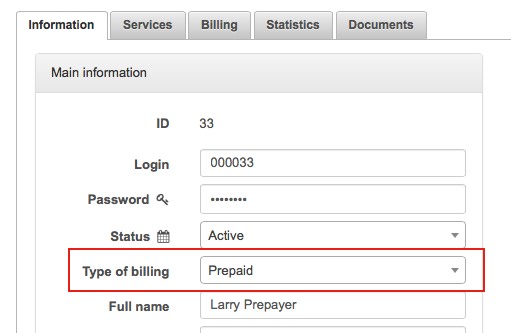 Information Services Billing Statistics Documents
Main information
ID 33
Login 000033
Password ••••••••
Status Active
Type of billing Prepaid
Full name Larry Prepayer